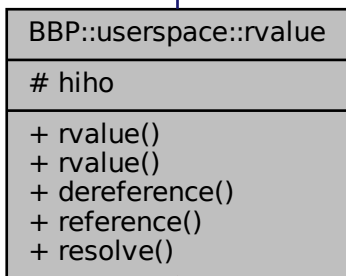 BBP::userspace::rvalue
# hiho
+ rvalue()
+ rvalue()
+ dereference()
+ reference()
+ resolve()